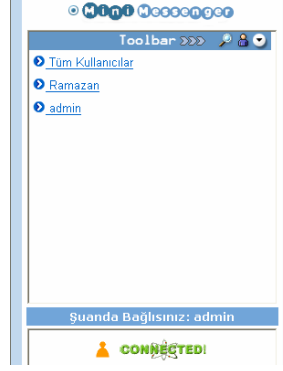 Mini Messenger
Toolbar >>>
Tüm Kullanıcılar
Ramazan
admin
Şuanda Bağlısınız: admin
CONNECTED!